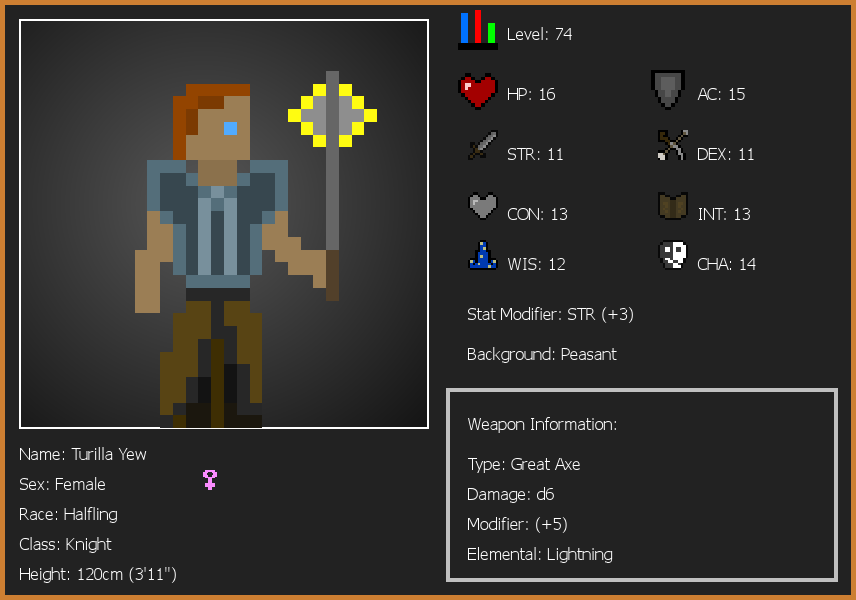 Level: 74
HP: 16
AC: 15
STR: 11
DEX: 11
CON: 13
INT: 13
WIS: 12
CHA: 14
Stat Modifier: STR (+3)
Background: Peasant
Weapon Information:
Type: Great Axe
Damage: d6
Modifier: (+5)
Elemental: Lightning
Name: Turilla Yew
Sex: Female
Race: Halfling
Class: Knight
Height: 120cm (3'11")